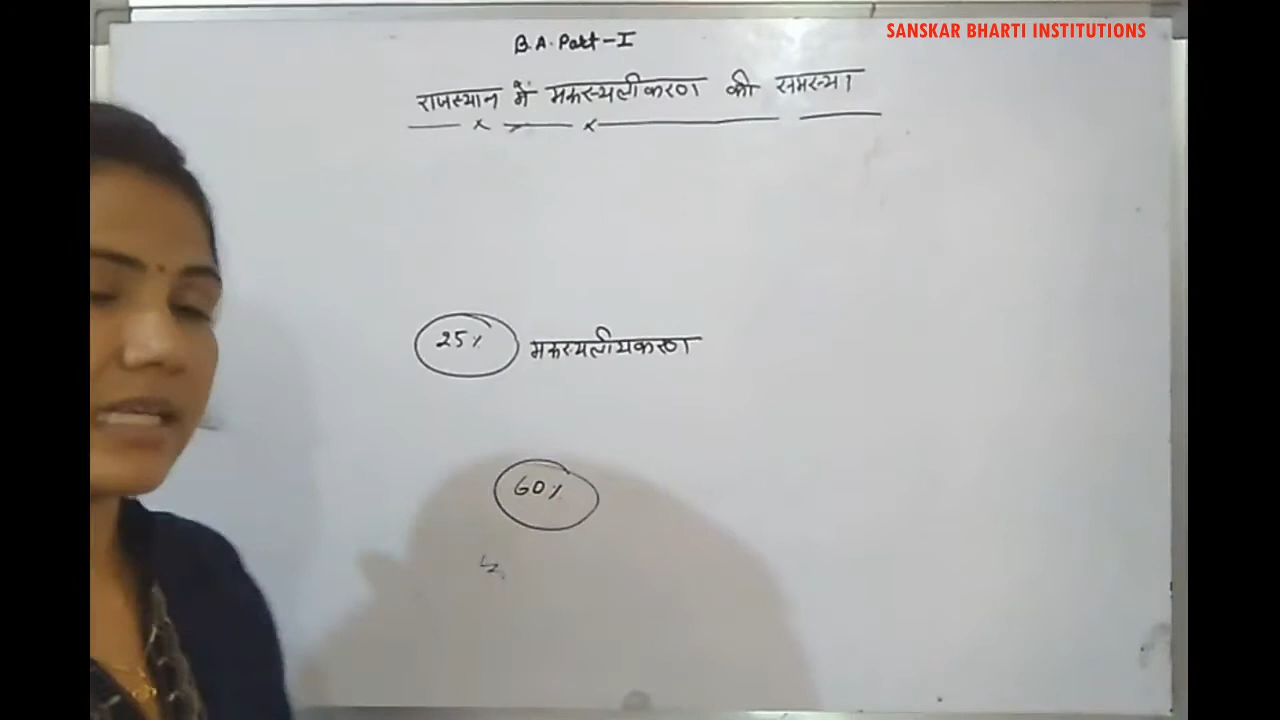 SANSKAR BHARTI INSTITUTIONS
B.A. Part-I
राजस्थान में मरूस्थलीकरण की समस्या
25% मरूस्थलीयकरण
60%